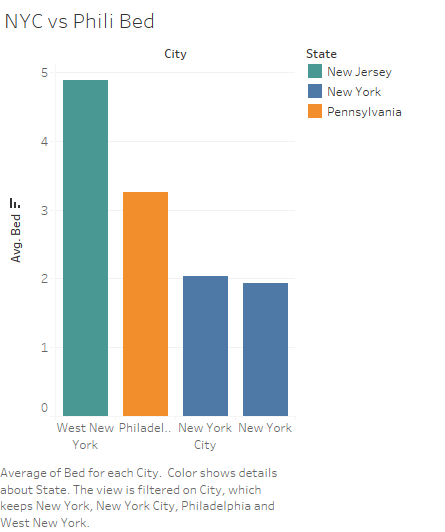 NYC vs Phili Bed
City
State
New Jersey
New York
Pennsylvania
Avg. Bed
5
4
3
2
1
0
West New York
Philadel..
New York City
New York
Average of Bed for each City. Color shows details
about State. The view is filtered on City, which
keeps New York, New York City, Philadelphia and
West New York.